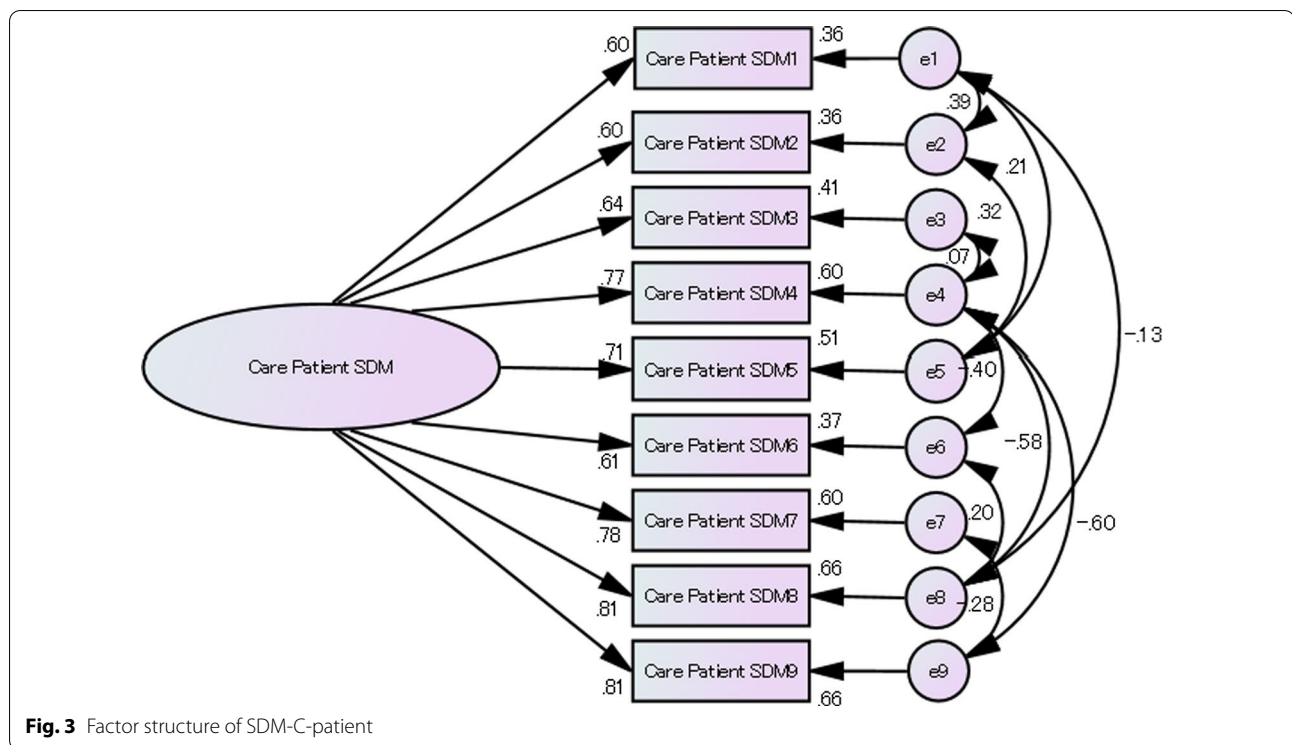 .60
Care Patient SDM1
.36
e1
.39
.60
Care Patient SDM2
.36
e2
.21
.64
Care Patient SDM3
.41
e3
.32
.07
.77
Care Patient SDM4
.60
e4
-.13
.71
Care Patient SDM5
.51
e5
-.40
Care Patient SDM
.61
Care Patient SDM6
.37
e6
-.58
.78
Care Patient SDM7
.60
e7
.20
-.60
.81
Care Patient SDM8
.66
e8
-.28
.81
Care Patient SDM9
.66
e9
Fig. 3 Factor structure of SDM-C-patient